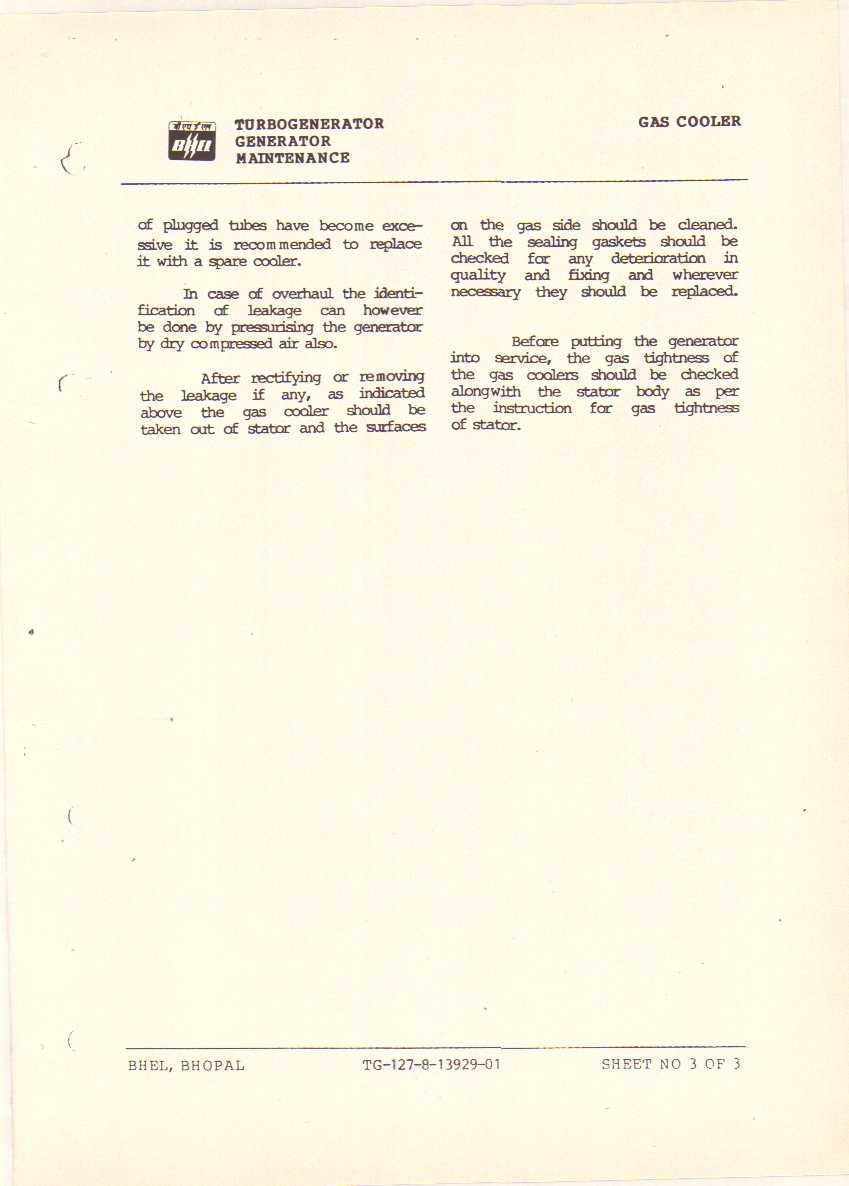 बी एच ई एल
BHEL
TURBOGENERATOR
GENERATOR
MAINTENANCE
GAS COOLER
of plugged tubes have become exce-
ssive it is recommended to replace
it with a spare cooler.
In case of overhaul the identi-
fication of leakage can however
be done by pressurising the generator
by dry compressed air also.
After rectifying or removing
the leakage if any, as indicated
above the gas cooler should be
taken out of stator and the surfaces
on the gas side should be cleaned.
All the sealing gaskets should be
checked for any deterioration in
quality and fixing and wherever
necessary they should be replaced.
Before putting the generator
into service, the gas tightness of
the gas coolers should be checked
alongwith the stator body as per
the instruction for gas tightness
of stator.
BHEL, BHOPAL
TG-127-8-13929-01
SHEET NO 3 OF 3